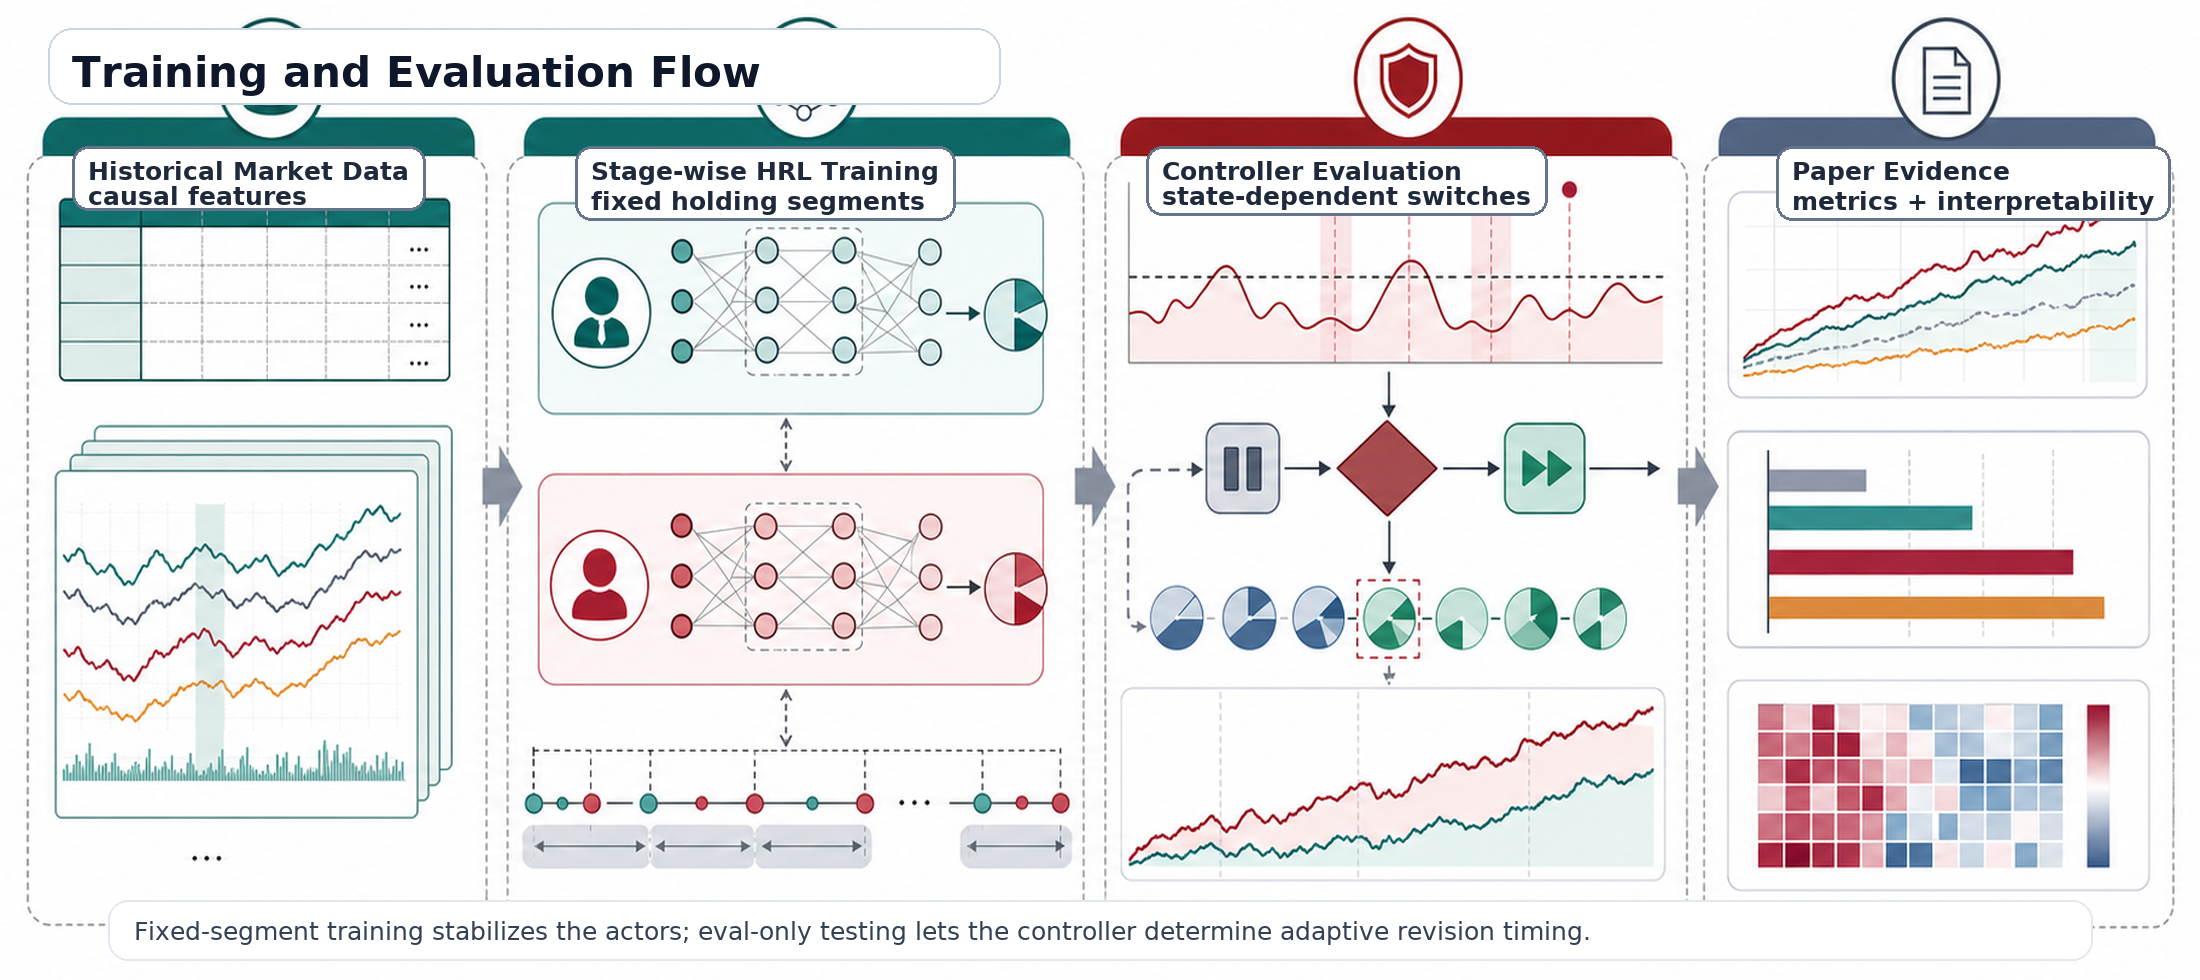 Training and Evaluation Flow
Historical Market Data
causal features
Stage-wise HRL Training
fixed holding segments
Controller Evaluation
state-dependent switches
Paper Evidence
metrics + interpretability
...
...
...
...
...
...
Fixed-segment training stabilizes the actors; eval-only testing lets the controller determine adaptive revision timing.